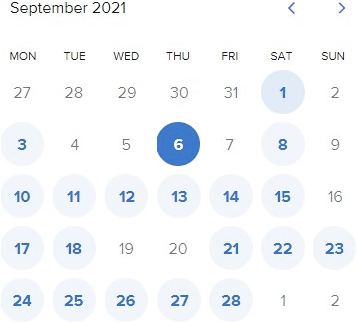 September 2021
MON TUE WED THU FRI SAT SUN
27 28 29 30 31 1 2
3 4 5 6 7 8 9
10 11 12 13 14 15 16
17 18 19 20 21 22 23
24 25 26 27 28 1 2